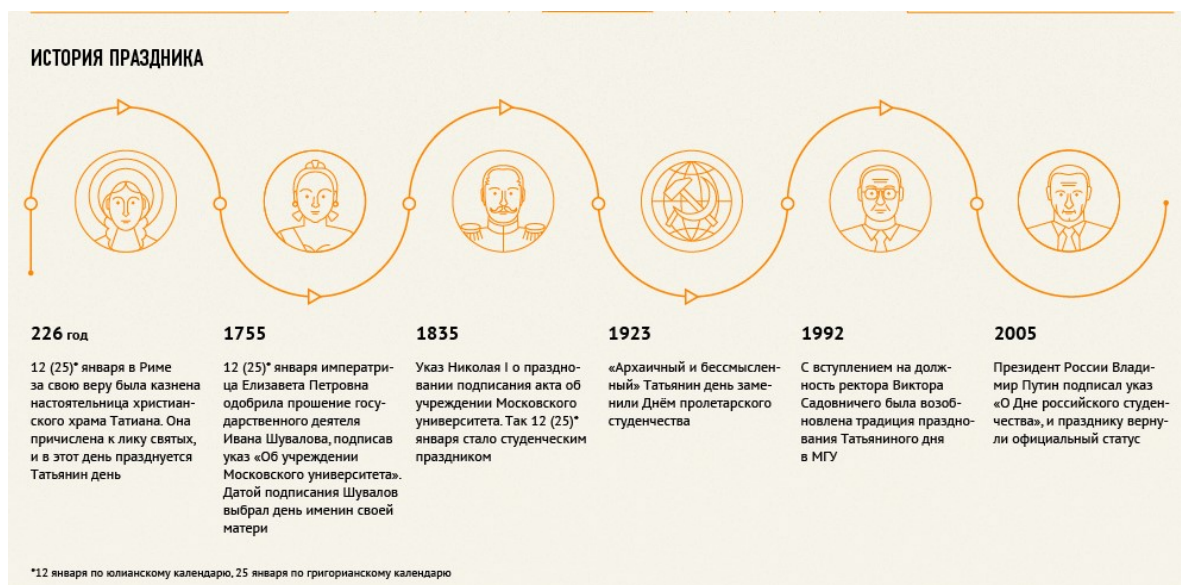 ИСТОРИЯ ПРАЗДНИКА
226 год
12 (25)* января в Риме
за свою веру была казнена
настоятельница христиан-
ского храма Татиана. Она
причислена к лику святых,
и в этот день празднуется
Татьянин день
1755
12 (25)* января императри-
ца Елизавета Петровна
одобрила прошение госу-
дарственного деятеля
Ивана Шувалова, подписав
указ «Об учреждении
Московского университета».
Датой подписания Шувалов
выбрал день именин своей
матери
1835
Указ Николая I о праздно-
вании подписания акта об
учреждении Московского
университета. Так 12 (25)*
января стало студенческим
праздником
1923
«Архаичный и бессмыслен-
ный» Татьянин день заме-
нили Днём пролетарского
студенчества
1992
С вступлением на долж-
ность ректора Виктора
Садовничего была возоб-
новлена традиция праздно-
вания Татьяниного дня
в МГУ
2005
Президент России Влади-
мир Путин подписал указ
«О Дне российского студен-
чества», и празднику верну-
ли официальный статус
*12 января по юлианскому календарю, 25 января по григорианскому календарю